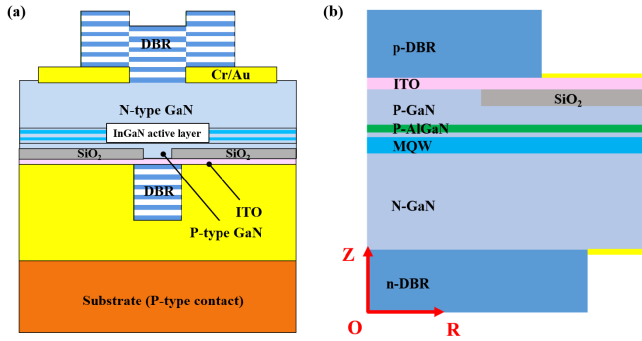 (a)
DBR
Cr/Au
N-type GaN
InGaN active layer
SiO₂
SiO₂
DBR
ITO
P-type GaN
Substrate (P-type contact)
(b)
p-DBR
ITO
SiO₂
P-GaN
P-AlGaN
MQW
N-GaN
Z
n-DBR
O
R